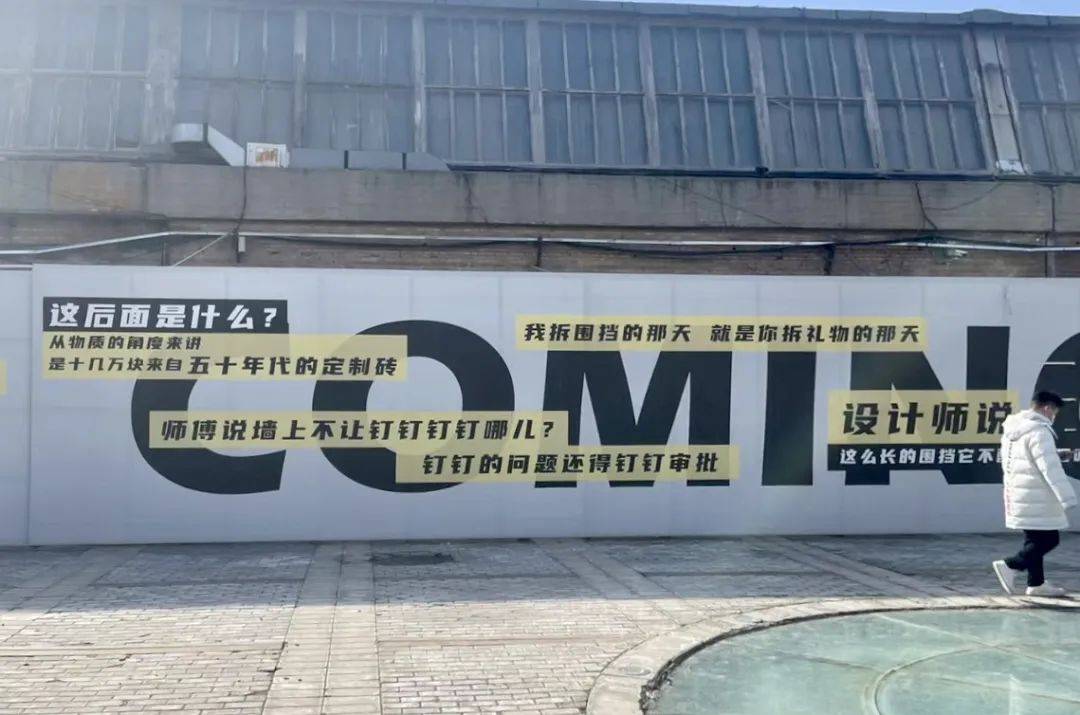 这后面是什么？
从物质的角度来讲
是十几万块来自五十年代的定制砖
我拆围挡的那天 就是你拆礼物的那天
师傅说墙上不让钉钉钉钉哪儿？
钉钉的问题还得钉钉审批
设计师说
这么长的围挡它不
COMING